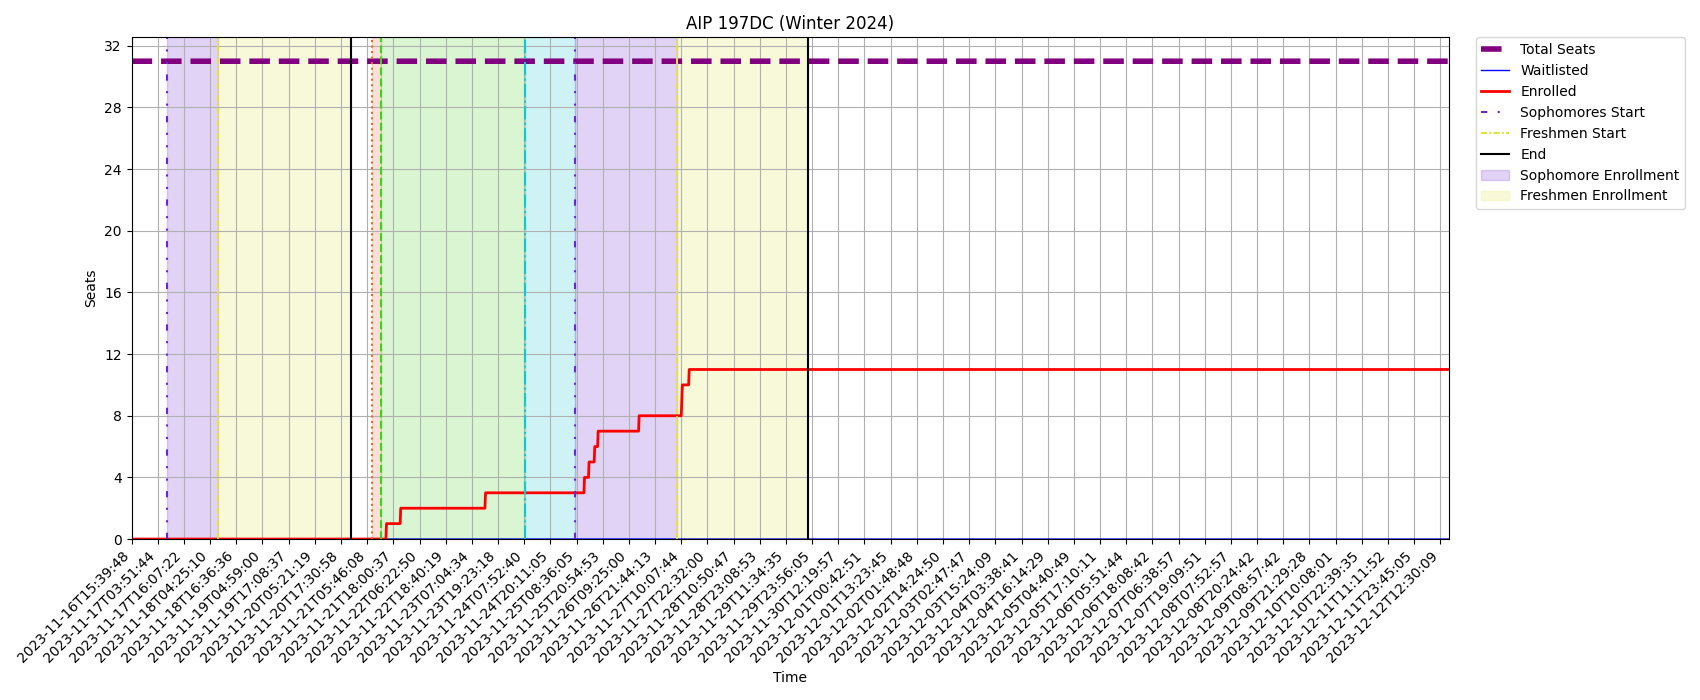 AIP 197DC (Winter 2024)
Seats
32
28
24
20
16
12
8
4
0
2023-11-16T15:39:48
2023-11-17T03:51:44
2023-11-17T16:07:22
2023-11-18T04:25:10
2023-11-18T16:36:36
2023-11-19T04:59:00
2023-11-19T17:08:37
2023-11-20T05:21:19
2023-11-20T17:30:58
2023-11-21T05:46:08
2023-11-21T18:00:37
2023-11-22T06:22:50
2023-11-22T18:40:19
2023-11-23T07:04:34
2023-11-23T19:23:18
2023-11-24T07:52:40
2023-11-24T20:11:05
2023-11-25T08:36:05
2023-11-25T20:54:53
2023-11-26T09:25:00
2023-11-26T21:44:13
2023-11-27T10:07:44
2023-11-27T22:32:00
2023-11-28T10:50:47
2023-11-28T23:08:53
2023-11-29T11:34:35
2023-11-29T23:56:05
2023-11-30T12:19:57
2023-12-01T00:42:51
2023-12-01T13:23:45
2023-12-02T01:48:48
2023-12-02T14:24:50
2023-12-03T02:47:47
2023-12-03T15:24:09
2023-12-04T03:38:41
2023-12-04T16:14:29
2023-12-05T04:40:49
2023-12-05T17:10:11
2023-12-06T05:51:44
2023-12-06T18:08:42
2023-12-07T06:38:57
2023-12-07T19:09:51
2023-12-08T07:52:57
2023-12-08T20:24:42
2023-12-09T08:57:42
2023-12-09T21:29:28
2023-12-10T10:08:01
2023-12-10T22:39:35
2023-12-11T11:11:52
2023-12-11T23:45:05
2023-12-12T12:30:09
Time
Total Seats
Waitlisted
Enrolled
Sophomores Start
Freshmen Start
End
Sophomore Enrollment
Freshmen Enrollment